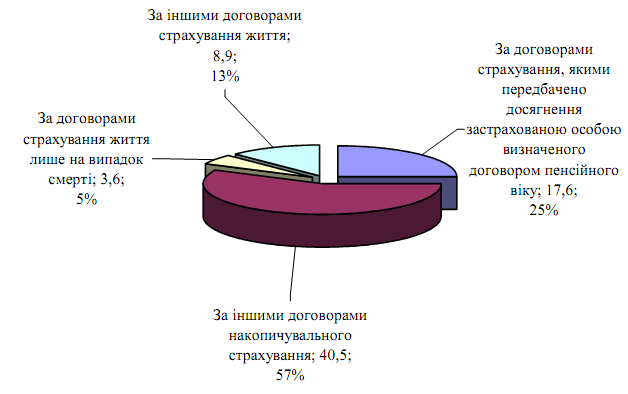 За іншими договорами
страхування життя;
8,9;
13%
За договорами
страхування, якими
передбачено
досягнення
застрахованою особою
визначеного
договором пенсійного
віку; 17,6;
25%
За договорами
страхування життя
лише на випадок
смерті; 3,6;
5%
За іншими договорами
накопичувального
страхування; 40,5;
57%